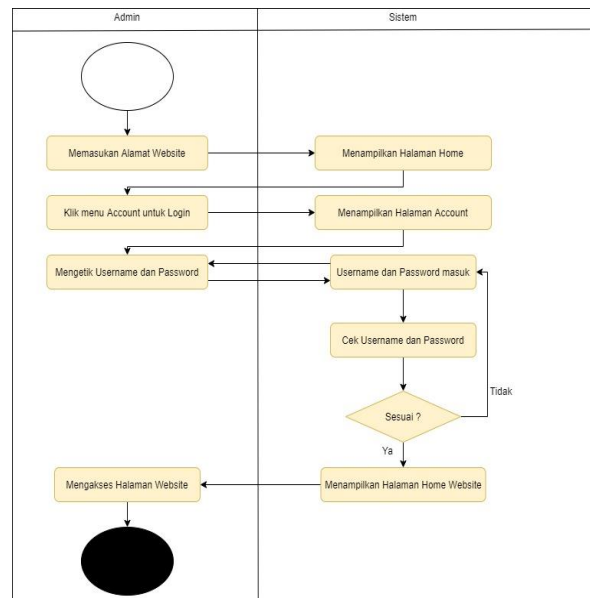 Admin
Sistem
Memasukan Alamat Website
Menampilkan Halaman Home
Klik menu Account untuk Login
Menampilkan Halaman Account
Mengetik Username dan Password
Username dan Password masuk
Cek Username dan Password
Sesuai ?
Tidak
Ya
Mengakses Halaman Website
Menampilkan Halaman Home Website